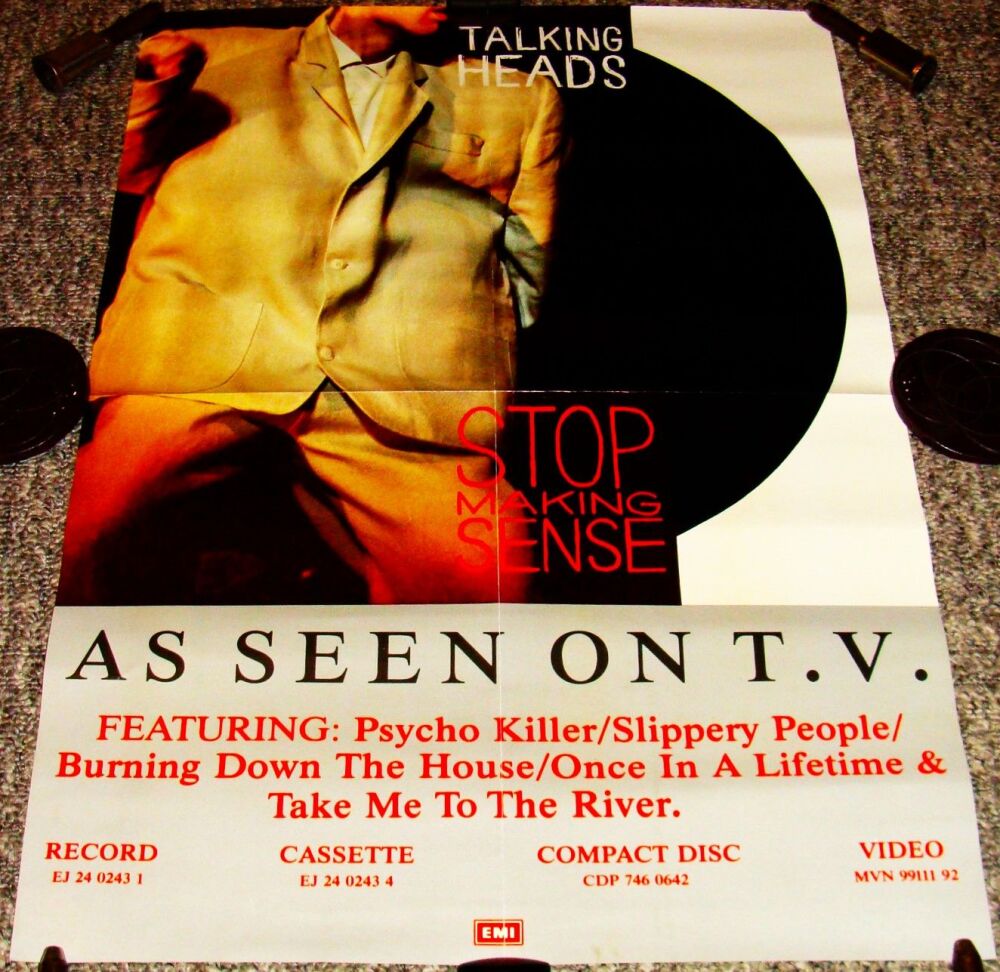 TALKING
HEADS
STOP
MAKING
SENSE
AS SEEN ON T.V.
FEATURING: Psycho Killer/Slippery People/
Burning Down The House/Once In A Lifetime &
Take Me To The River.
RECORD CASSETTE COMPACT DISC VIDEO
EJ 24 0243 1 EJ 24 0243 4 CDP 746 0642 MVN 99111 92
EMI